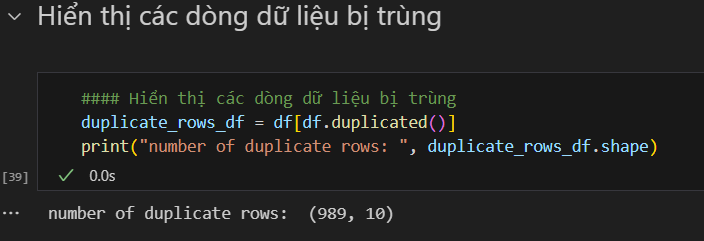 Hiển thị các dòng dữ liệu bị trùng
#### Hiển thị các dòng dữ liệu bị trùng
duplicate_rows_df = df[df.duplicated()]
print("number of duplicate rows: ", duplicate_rows_df.shape)
[39] 0.0s
... number of duplicate rows:  (989, 10)